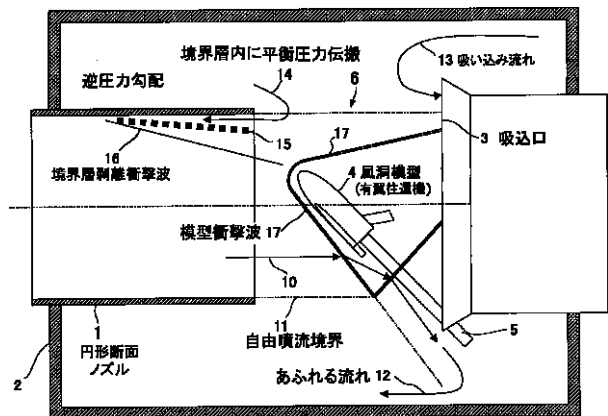 境界層内に平衡圧力伝搬
13 吸い込み流れ
逆圧力勾配
14
6
15
17
3 吸込口
16
境界層剥離衝撃波
4 風洞模型
(有翼往還機)
模型衝撃波 17
10
11
1
円形断面
ノズル
自由噴流境界
5
2
あふれる流れ 12